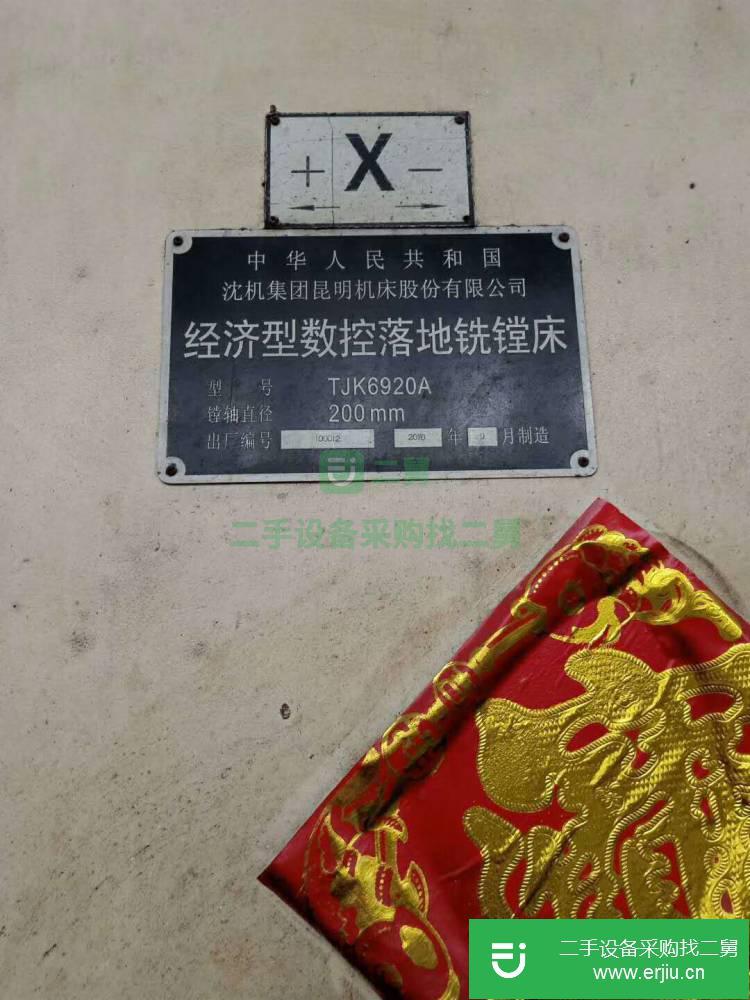 + X −
中华人民共和国
沈机集团昆明机床股份有限公司
经济型数控落地铣镗床
型 号 TJK6920A
镗轴直径 200mm
出厂编号 100012 2010 年 9 月制造
二舅
二手设备采购找二舅
二手设备采购找二舅
www.erjiu.cn